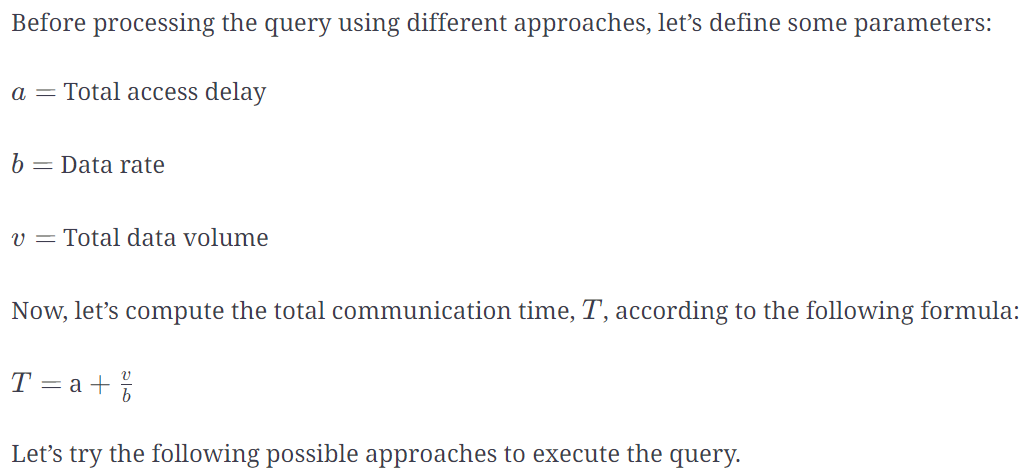 Before processing the query using different approaches, let’s define some parameters:
a = Total access delay
b = Data rate
v = Total data volume
Now, let’s compute the total communication time, T, according to the following formula:
T = a + v/b
Let’s try the following possible approaches to execute the query.